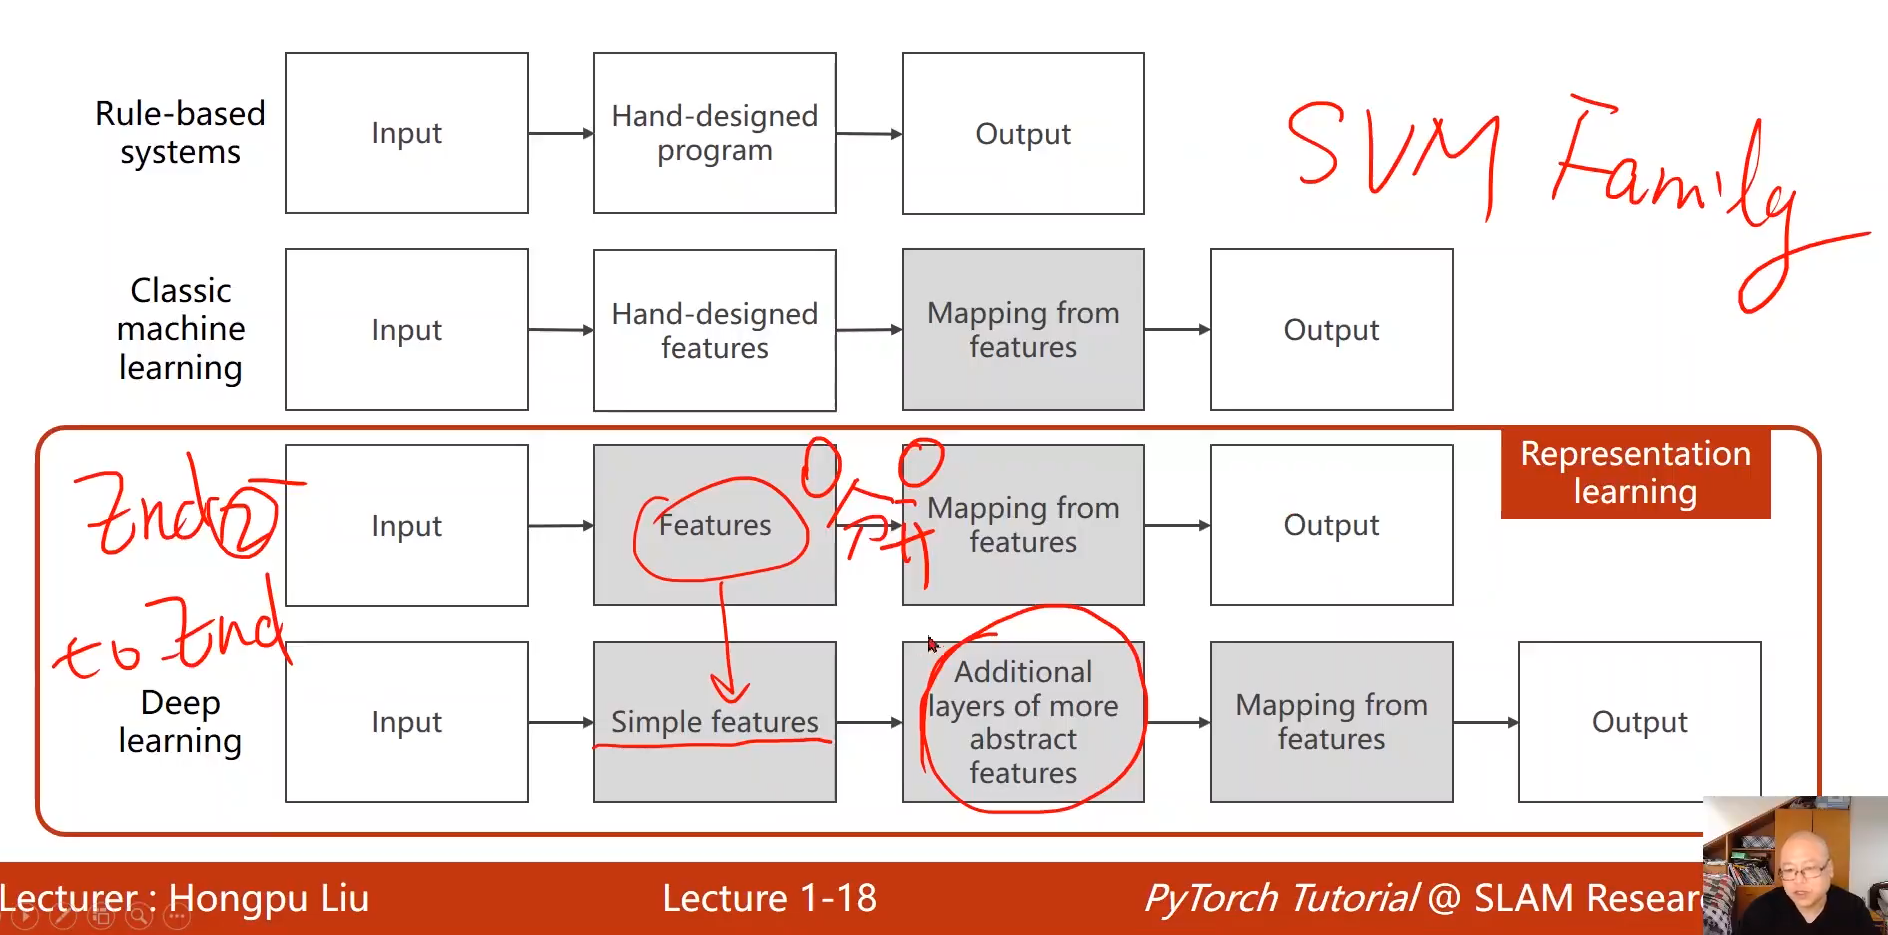 Rule-based
systems
Input
Hand-designed
program
Output
SVM Family
Classic
machine
learning
Input
Hand-designed
features
Mapping from
features
Output
Representation
learning
End
to End
Input
Features
Mapping from
features
Output
Deep
learning
Input
Simple features
Additional
layers of more
abstract
features
Mapping from
features
Output
Lecturer : Hongpu Liu
Lecture 1-18
PyTorch Tutorial @ SLAM Resear